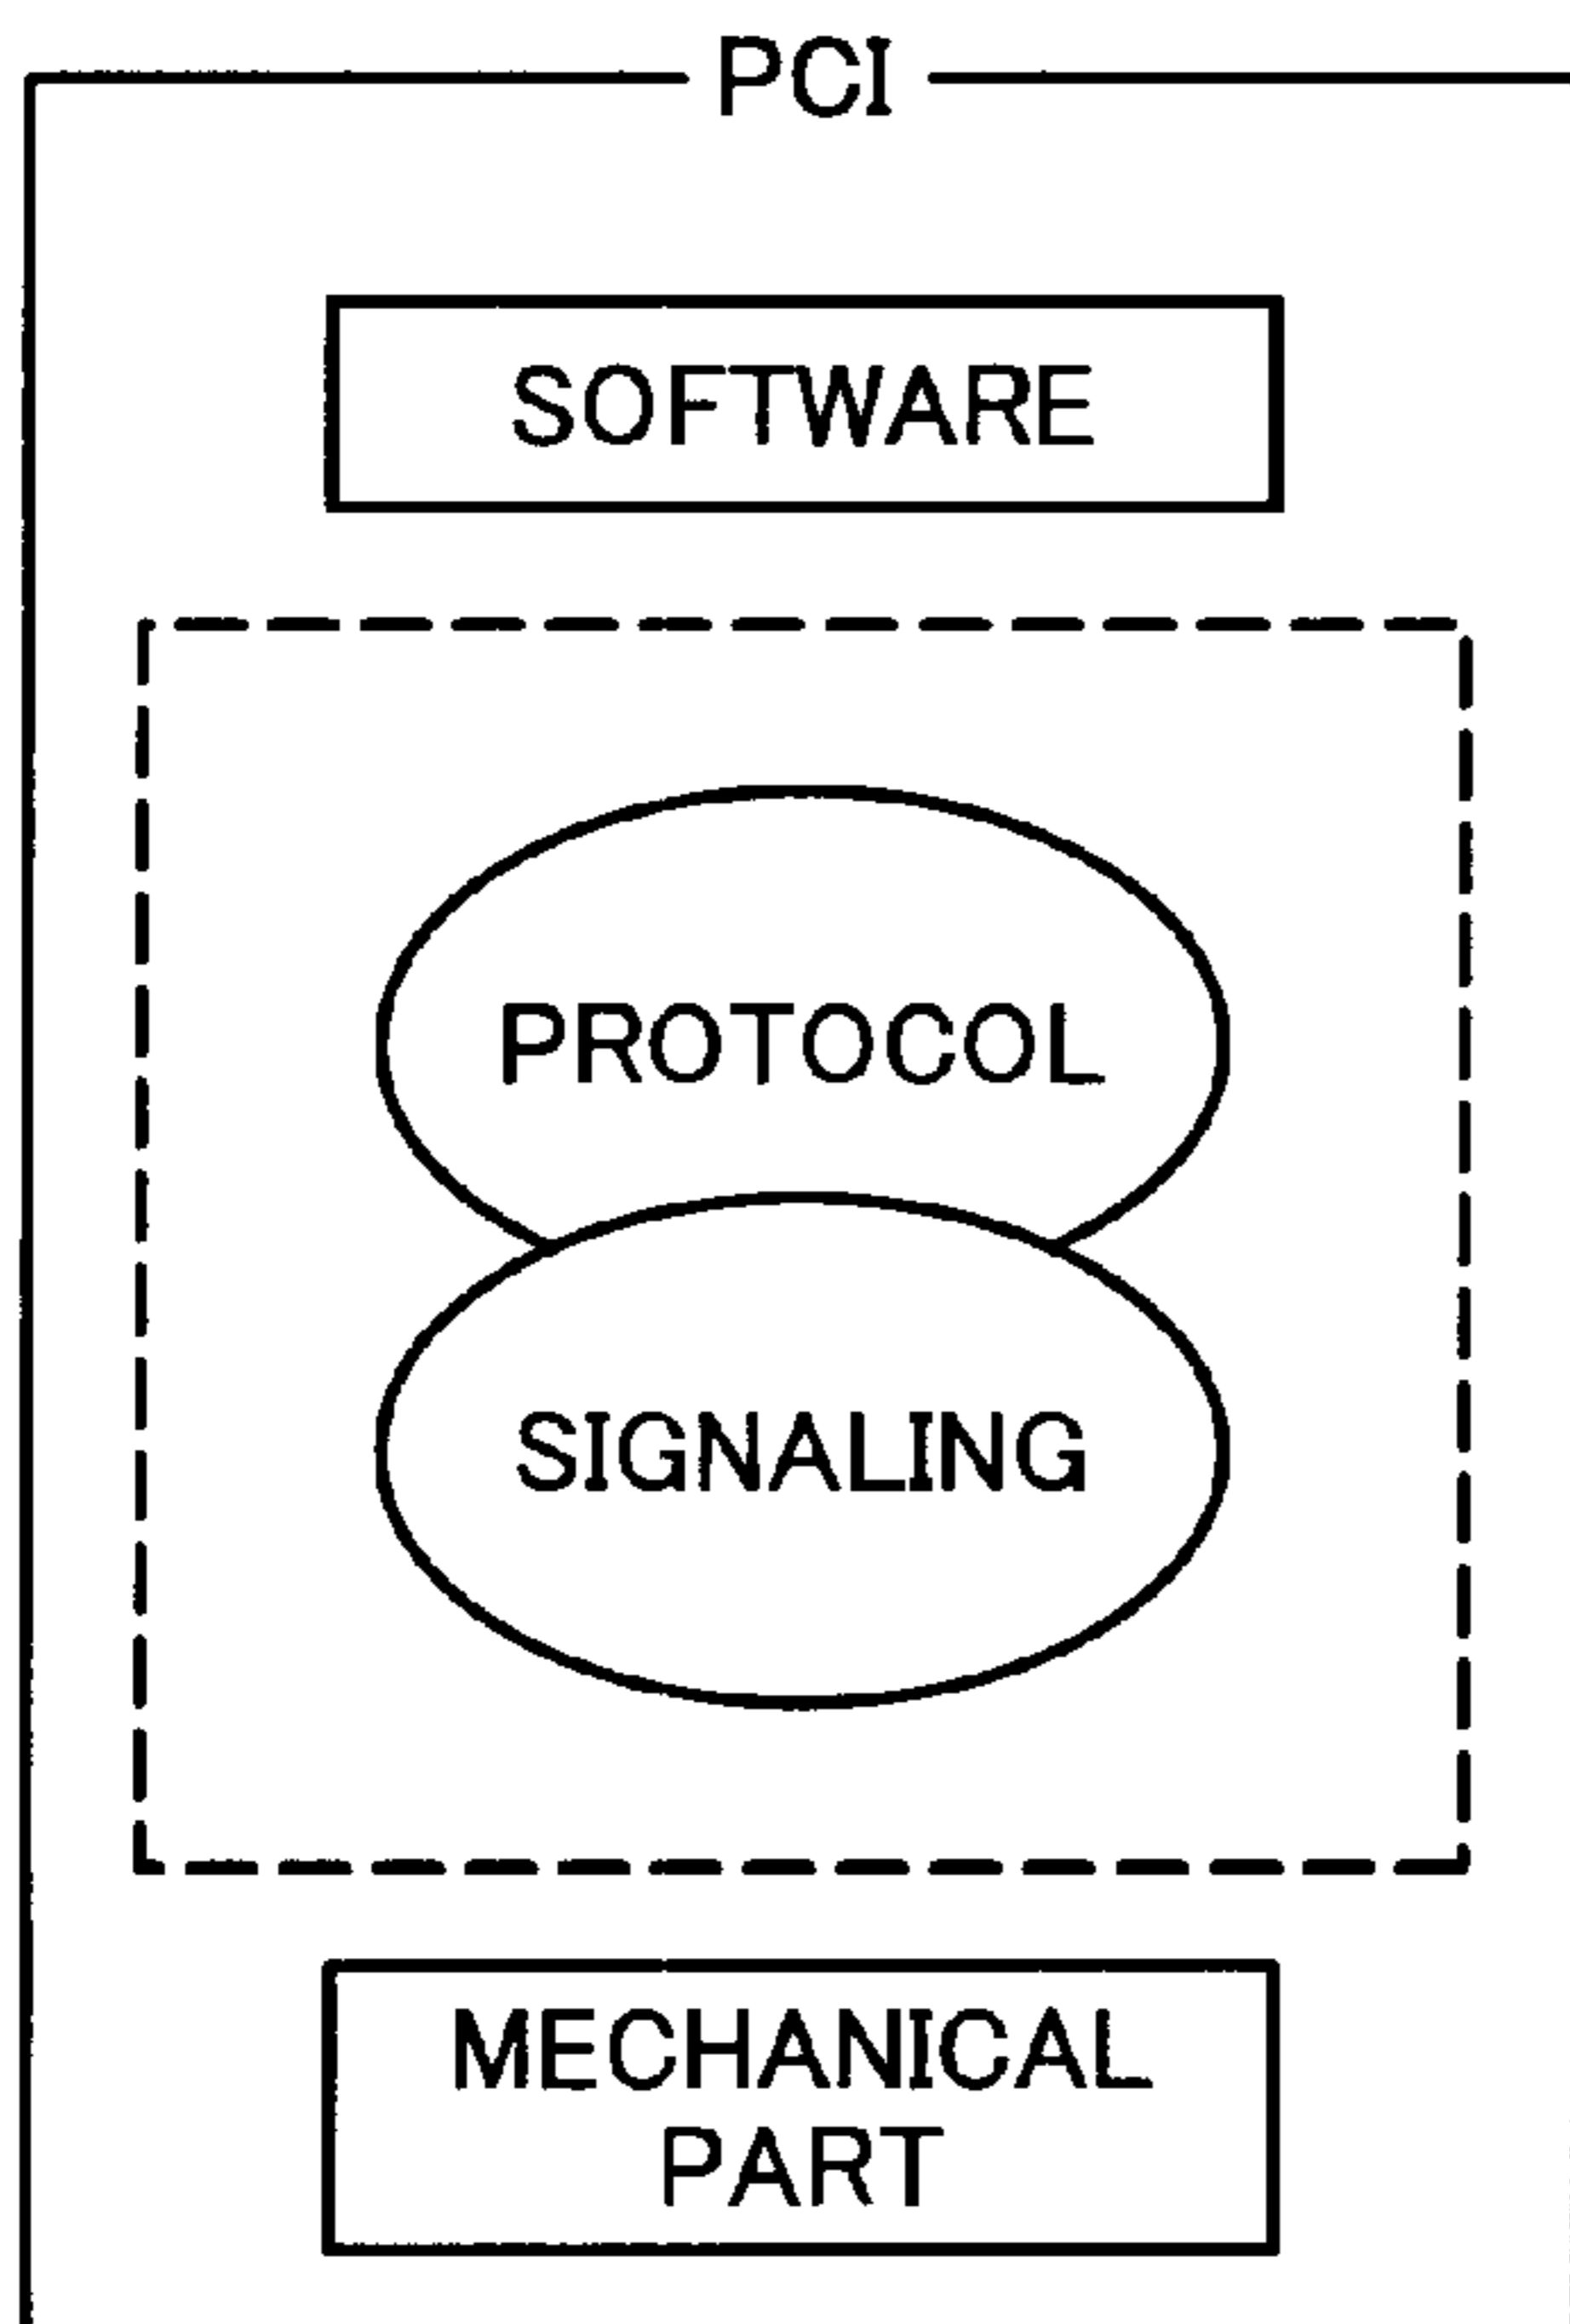 PCI
SOFTWARE
PROTOCOL
SIGNALING
MECHANICAL
PART